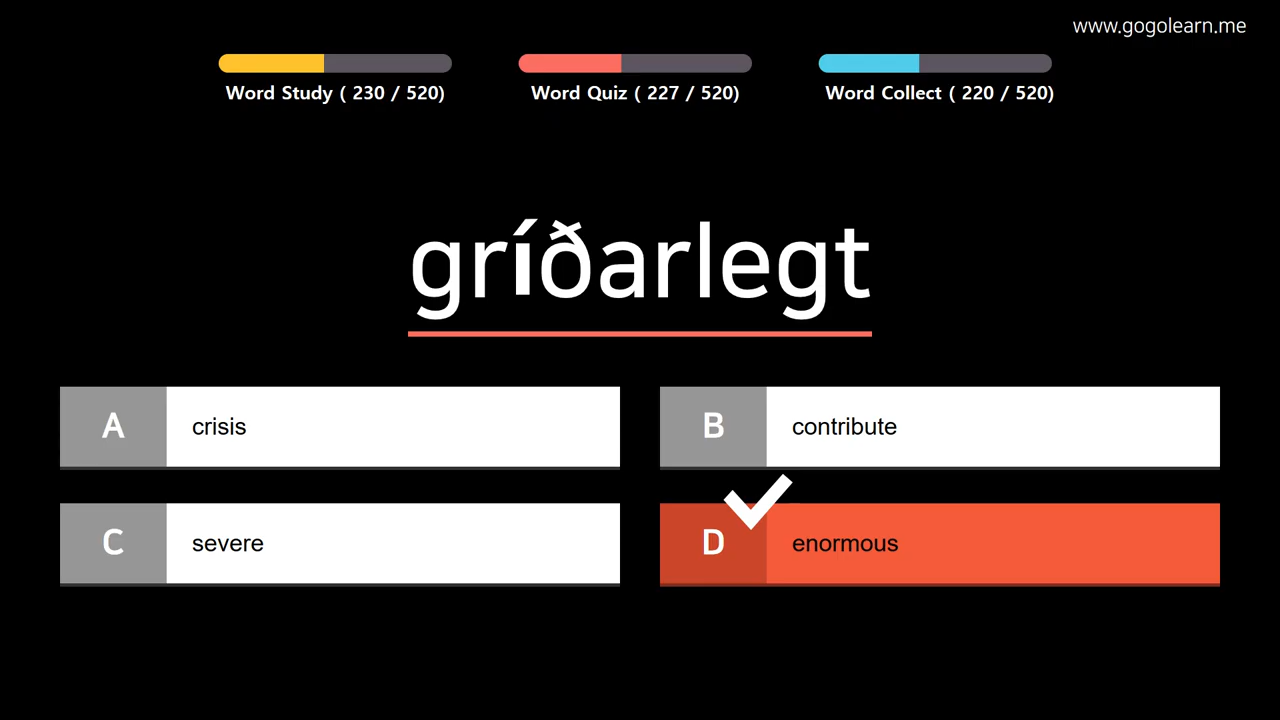 www.gogolearn.me
Word Study ( 230 / 520)
Word Quiz ( 227 / 520)
Word Collect ( 220 / 520)
gríðarlegt
A crisis
B contribute
C severe
D enormous